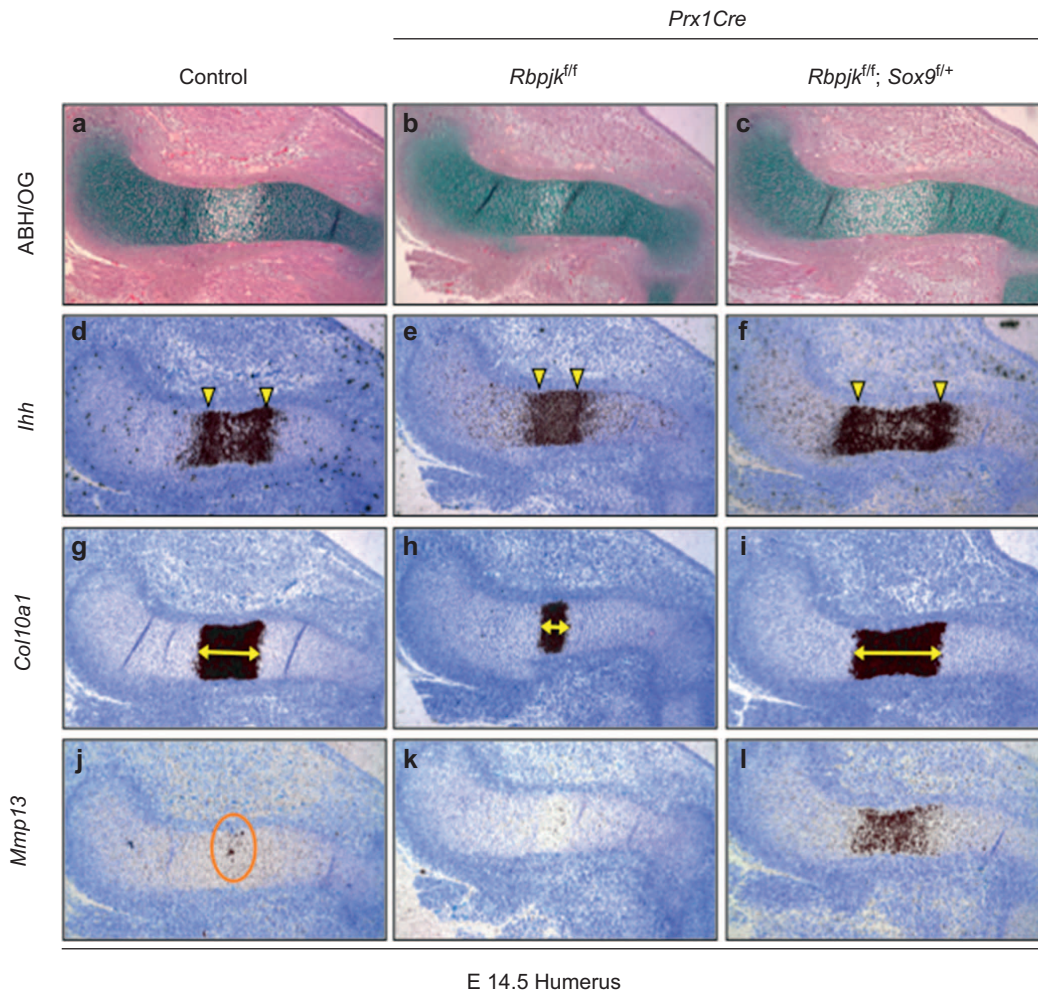 Prx1Cre
Control
Rbpjk^f/f
Rbpjk^f/f; Sox9^f/+
ABH/OG
a
b
c
Ihh
d
e
f
Col10a1
g
h
i
Mmp13
j
k
l
E 14.5 Humerus